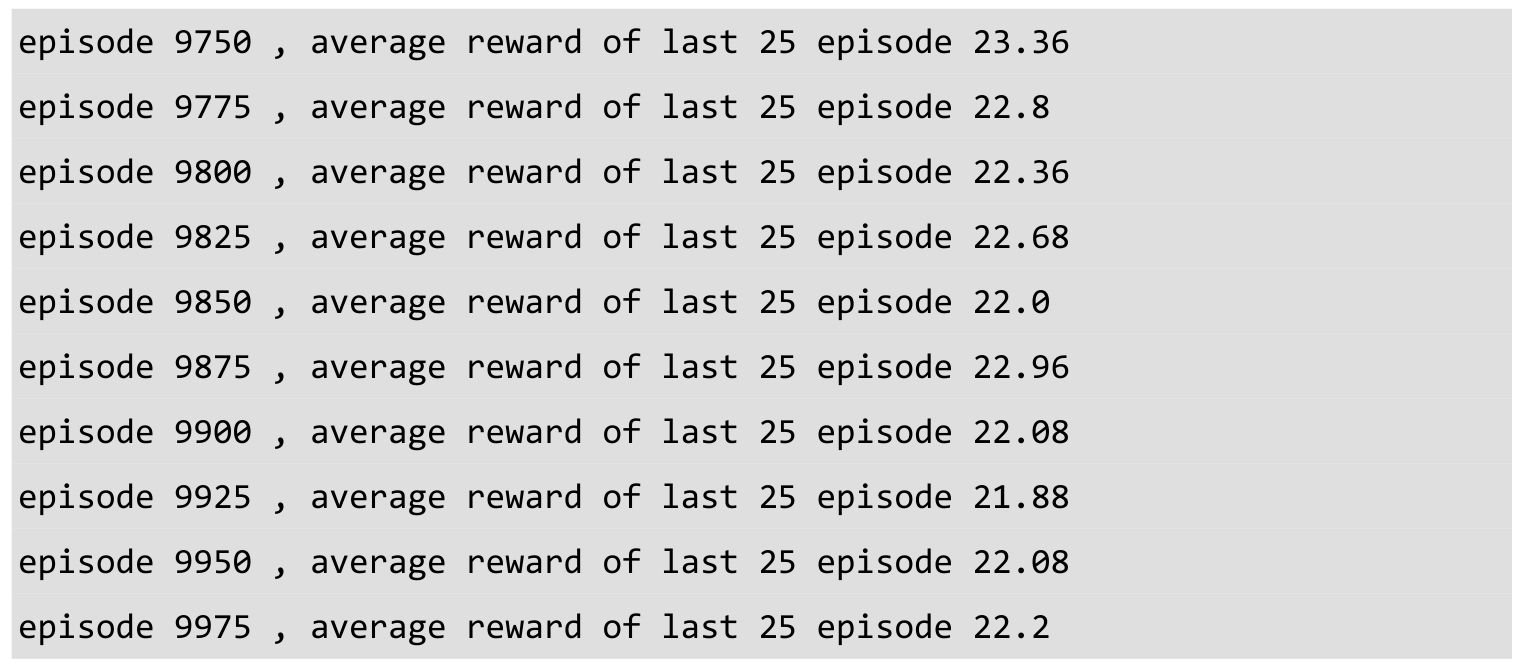 episode 9750 , average reward of last 25 episode 23.36
episode 9775 , average reward of last 25 episode 22.8
episode 9800 , average reward of last 25 episode 22.36
episode 9825 , average reward of last 25 episode 22.68
episode 9850 , average reward of last 25 episode 22.0
episode 9875 , average reward of last 25 episode 22.96
episode 9900 , average reward of last 25 episode 22.08
episode 9925 , average reward of last 25 episode 21.88
episode 9950 , average reward of last 25 episode 22.08
episode 9975 , average reward of last 25 episode 22.2